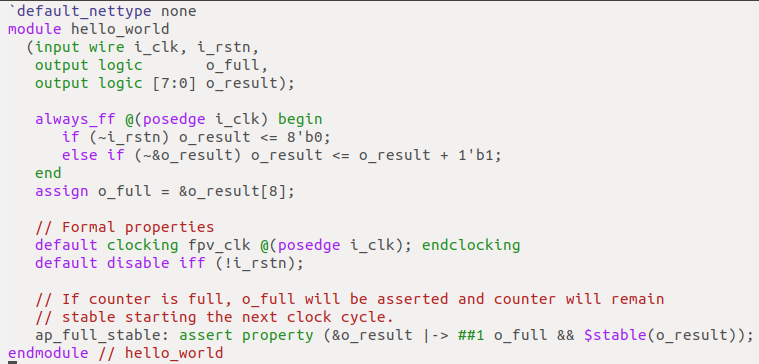 `default_nettype none
module hello_world
(input wire i_clk, i_rstn,
output logic o_full,
output logic [7:0] o_result);
always_ff @(posedge i_clk) begin
if (~i_rstn) o_result <= 8'b0;
else if (~&o_result) o_result <= o_result + 1'b1;
end
assign o_full = &o_result[8];
// Formal properties
default clocking fpv_clk @(posedge i_clk); endclocking
default disable iff (!i_rstn);
// If counter is full, o_full will be asserted and counter will remain
// stable starting the next clock cycle.
ap_full_stable: assert property (&o_result |-> ##1 o_full && $stable(o_result));
endmodule // hello_world